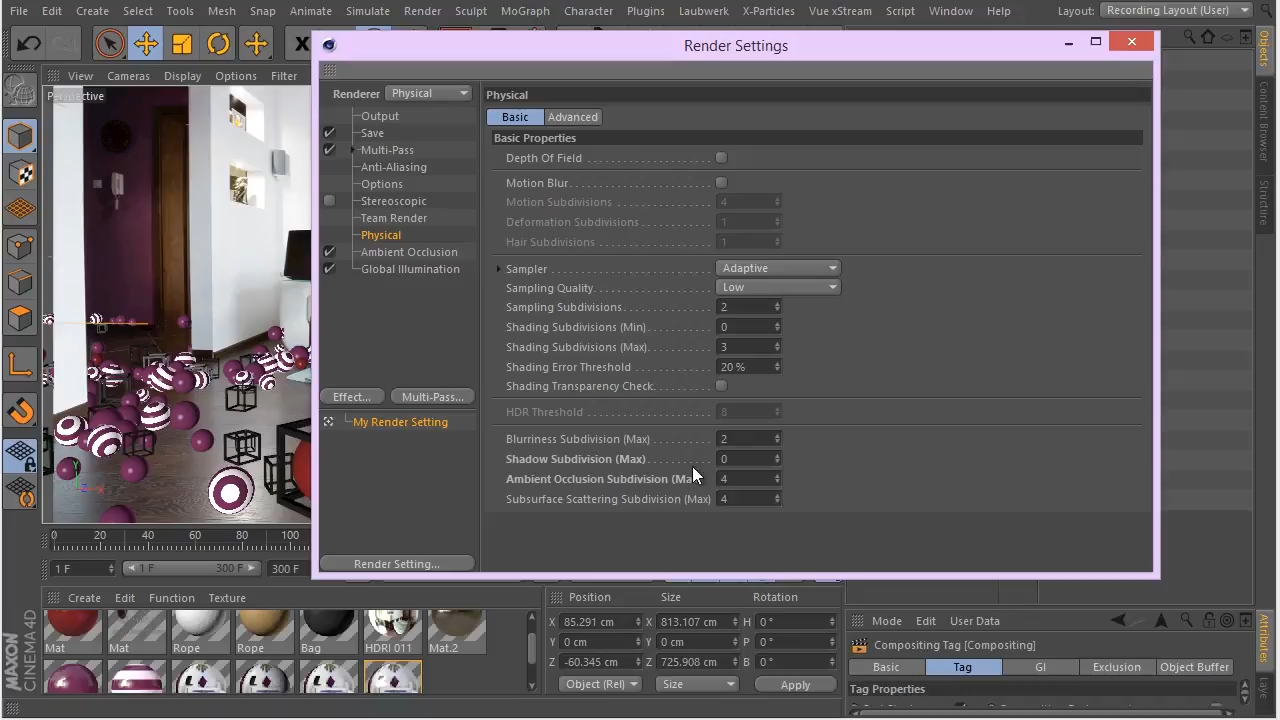 File Edit Create Select Tools Mesh Snap Animate Simulate Render Sculpt MoGraph Character Plugins Laubwerk X-Particles Vue xStream Script Window Help Layout: Recording Layout (User)
Render Settings
View Cameras Display Options Filter
Perspective
Renderer Physical
Output
Save
Multi-Pass
Anti-Aliasing
Options
Stereoscopic
Team Render
Physical
Ambient Occlusion
Global Illumination
Effect... Multi-Pass...
My Render Setting
Render Setting...
Physical
Basic Advanced
Basic Properties
Depth Of Field
Motion Blur
Motion Subdivisions 4
Deformation Subdivisions 1
Hair Subdivisions 1
Sampler Adaptive
Sampling Quality Low
Sampling Subdivisions 2
Shading Subdivisions (Min) 0
Shading Subdivisions (Max) 3
Shading Error Threshold 20 %
Shading Transparency Check
HDR Threshold 8
Blurriness Subdivision (Max) 2
Shadow Subdivision (Max) 0
Ambient Occlusion Subdivision (Ma 4
Subsurface Scattering Subdivision (Max) 4
Objects
Content Browser
Structure
0 20 40 60 80 100
1 F 1 F 300 F 300 F
Create Edit Function Texture
Mat Mat Rope Rope Bag HDRI 011 Mat.2
MAXON
CINEMA 4D
Position Size Rotation
X 85.291 cm X 813.107 cm H 0 °
Y 0 cm Y 0 cm P 0 °
Z -60.345 cm Z 725.908 cm B 0 °
Object (Rel) Size Apply
Mode Edit User Data
Compositing Tag [Compositing]
Basic Tag GI Exclusion Object Buffer
Tag Properties
Attributes
Laye